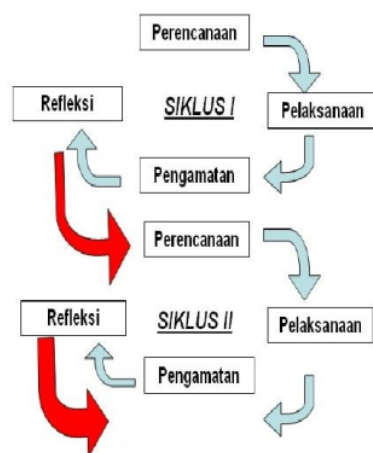 Perencanaan
Refleksi
SIKLUS I
Pelaksanaan
Pengamatan
Perencanaan
Refleksi
SIKLUS II
Pelaksanaan
Pengamatan